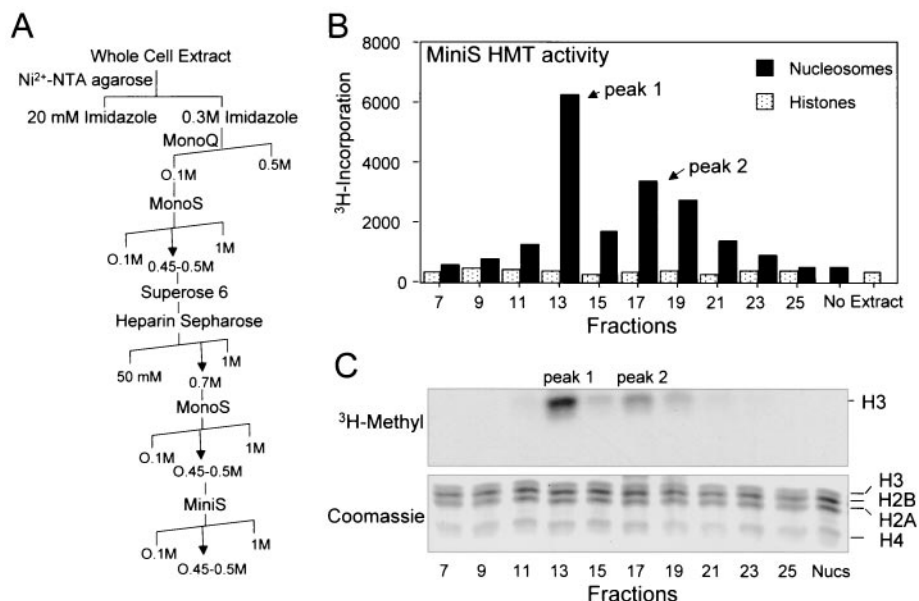 A
Whole Cell Extract
Ni²⁺-NTA agarose
20 mM Imidazole 0.3M Imidazole
MonoQ
O.1M 0.5M
MonoS
O.1M 1M
0.45-0.5M
Superose 6
Heparin Sepharose
50 mM 1M
0.7M
MonoS
O.1M 1M
O.45-0.5M
MiniS
O.1M 1M
O.45-0.5M
B
MiniS HMT activity
Nucleosomes
Histones
peak 1
peak 2
³H-Incorporation
8000
6000
4000
2000
0
7 9 11 13 15 17 19 21 23 25 No Extract
Fractions
C
peak 1 peak 2
³H-Methyl
H3
Coomassie
H3
H2B
H2A
H4
7 9 11 13 15 17 19 21 23 25 Nucs
Fractions